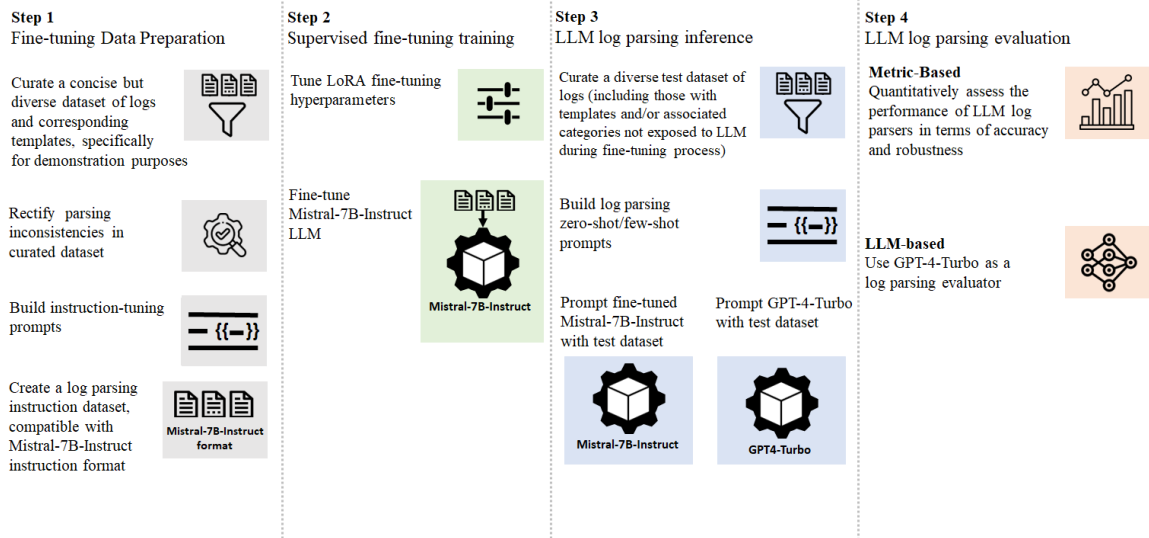 Step 1
Fine-tuning Data Preparation
Curate a concise but
diverse dataset of logs
and corresponding
templates, specifically
for demonstration purposes
Rectify parsing
inconsistencies in
curated dataset
Build instruction-tuning
prompts
{{ }}
Create a log parsing
instruction dataset,
compatible with
Mistral-7B-Instruct
instruction format
Mistral-7B-Instruct
format
Step 2
Supervised fine-tuning training
Tune LoRA fine-tuning
hyperparameters
Fine-tune
Mistral-7B-Instruct
LLM
Mistral-7B-Instruct
Step 3
LLM log parsing inference
Curate a diverse test dataset of
logs (including those with
templates and/or associated
categories not exposed to LLM
during fine-tuning process)
Build log parsing
zero-shot/few-shot
prompts
{{ }}
Prompt fine-tuned
Mistral-7B-Instruct
with test dataset
Mistral-7B-Instruct
Prompt GPT-4-Turbo
with test dataset
GPT4-Turbo
Step 4
LLM log parsing evaluation
Metric-Based
Quantitatively assess the
performance of LLM log
parsers in terms of accuracy
and robustness
LLM-based
Use GPT-4-Turbo as a
log parsing evaluator